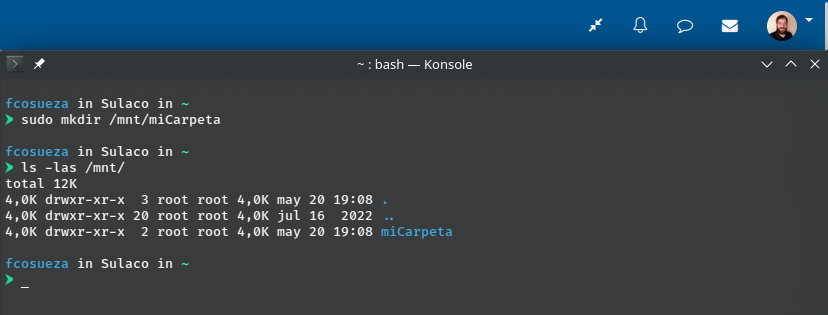 ~ : bash — Konsole
fcosueza in Sulaco in ~
➤ sudo mkdir /mnt/miCarpeta
fcosueza in Sulaco in ~
➤ ls -las /mnt/
total 12K
4,0K drwxr-xr-x  3 root root 4,0K may 20 19:08 .
4,0K drwxr-xr-x 20 root root 4,0K jul 16  2022 ..
4,0K drwxr-xr-x  2 root root 4,0K may 20 19:08 miCarpeta
fcosueza in Sulaco in ~
➤ _